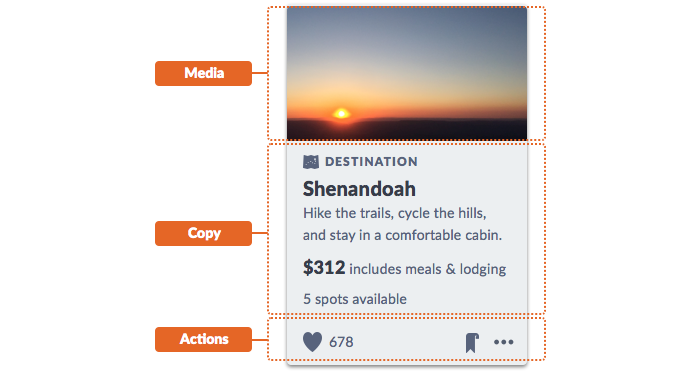 Media
DESTINATION
Shenandoah
Hike the trails, cycle the hills,
and stay in a comfortable cabin.
Copy
$312 includes meals & lodging
5 spots available
Actions
678